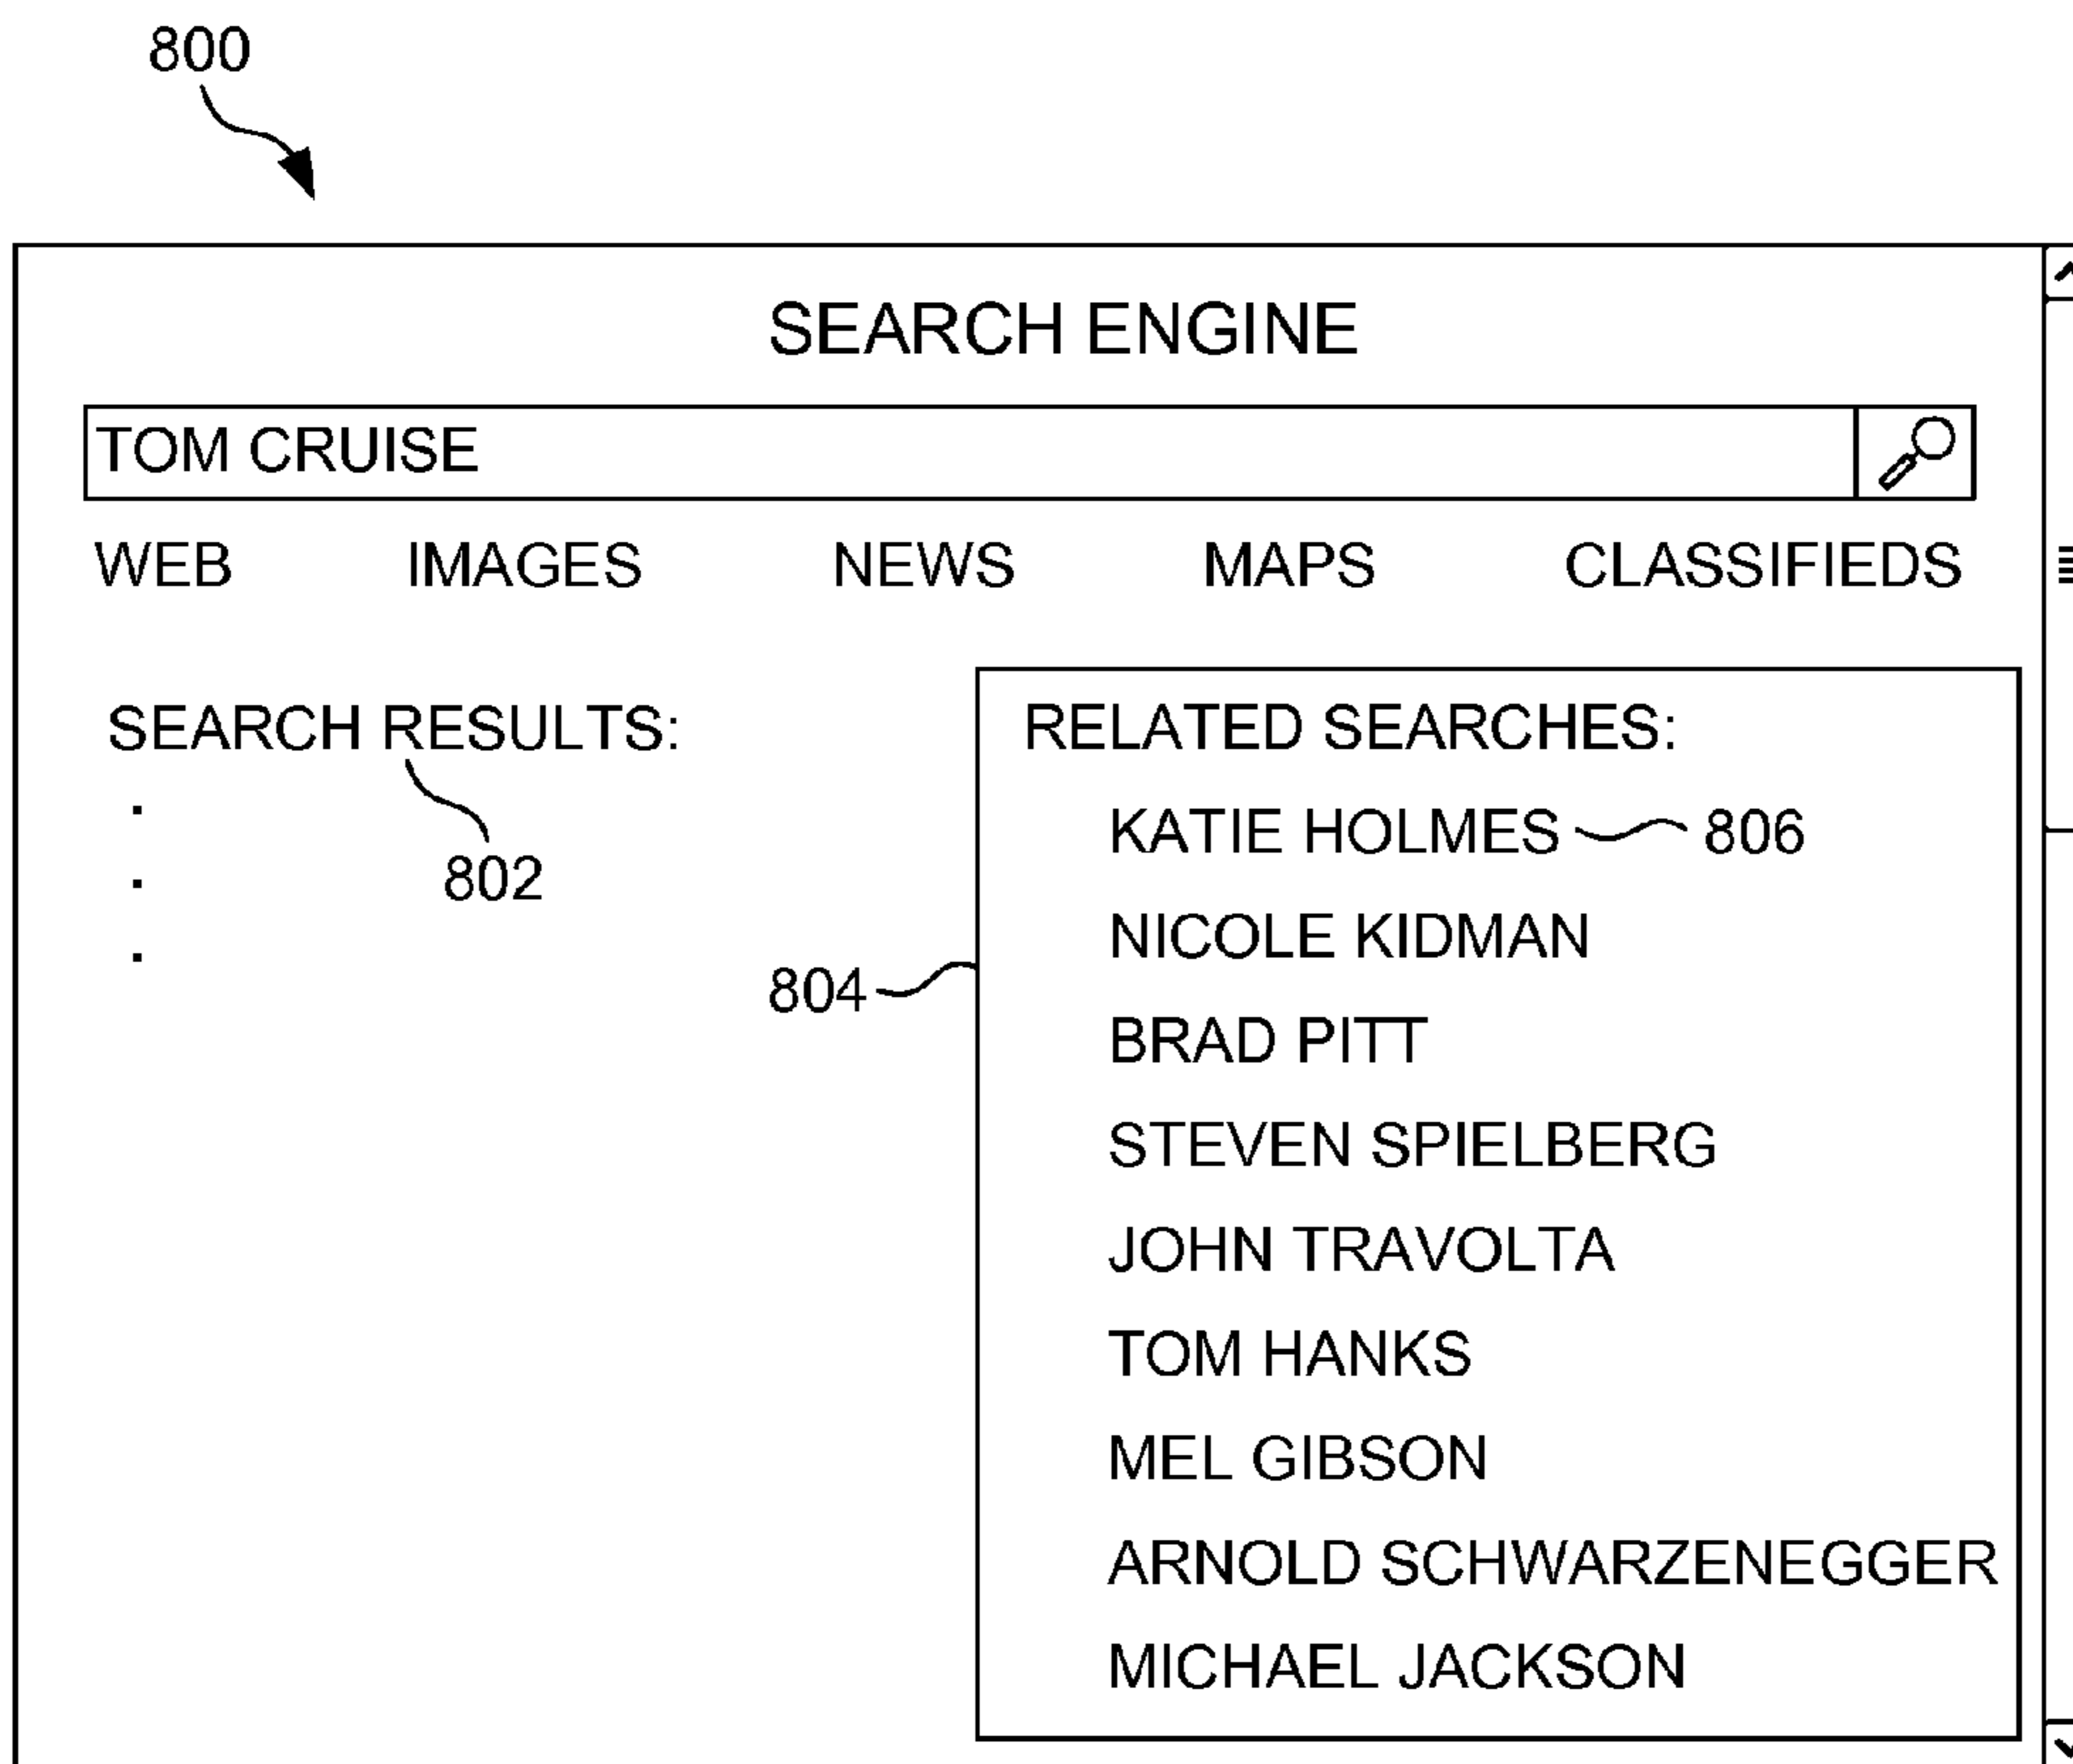 800
SEARCH ENGINE
TOM CRUISE
WEB IMAGES NEWS MAPS CLASSIFIEDS
SEARCH RESULTS:
802
RELATED SEARCHES:
KATIE HOLMES 806
NICOLE KIDMAN
804
BRAD PITT
STEVEN SPIELBERG
JOHN TRAVOLTA
TOM HANKS
MEL GIBSON
ARNOLD SCHWARZENEGGER
MICHAEL JACKSON